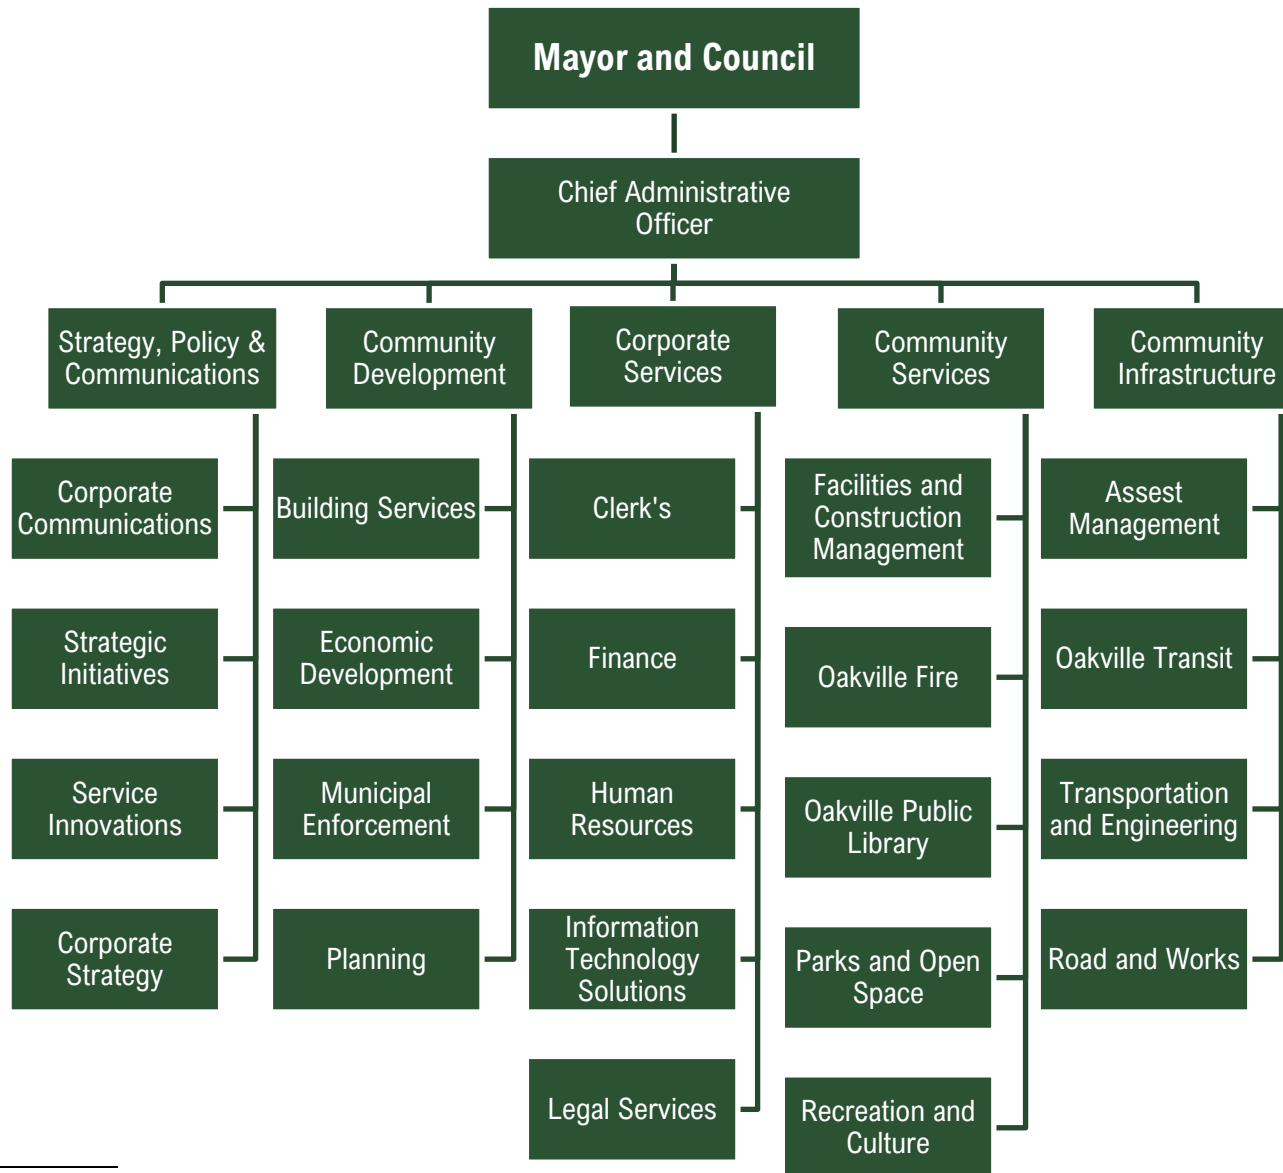 Mayor and Council
Chief Administrative
Officer
Strategy, Policy &
Communications
Community
Development
Corporate
Services
Community
Services
Community
Infrastructure
Corporate
Communications
Strategic
Initiatives
Service
Innovations
Corporate
Strategy
Building Services
Economic
Development
Municipal
Enforcement
Planning
Clerk's
Finance
Human
Resources
Information
Technology
Solutions
Legal Services
Facilities and
Construction
Management
Oakville Fire
Oakville Public
Library
Parks and Open
Space
Recreation and
Culture
Assest
Management
Oakville Transit
Transportation
and Engineering
Road and Works